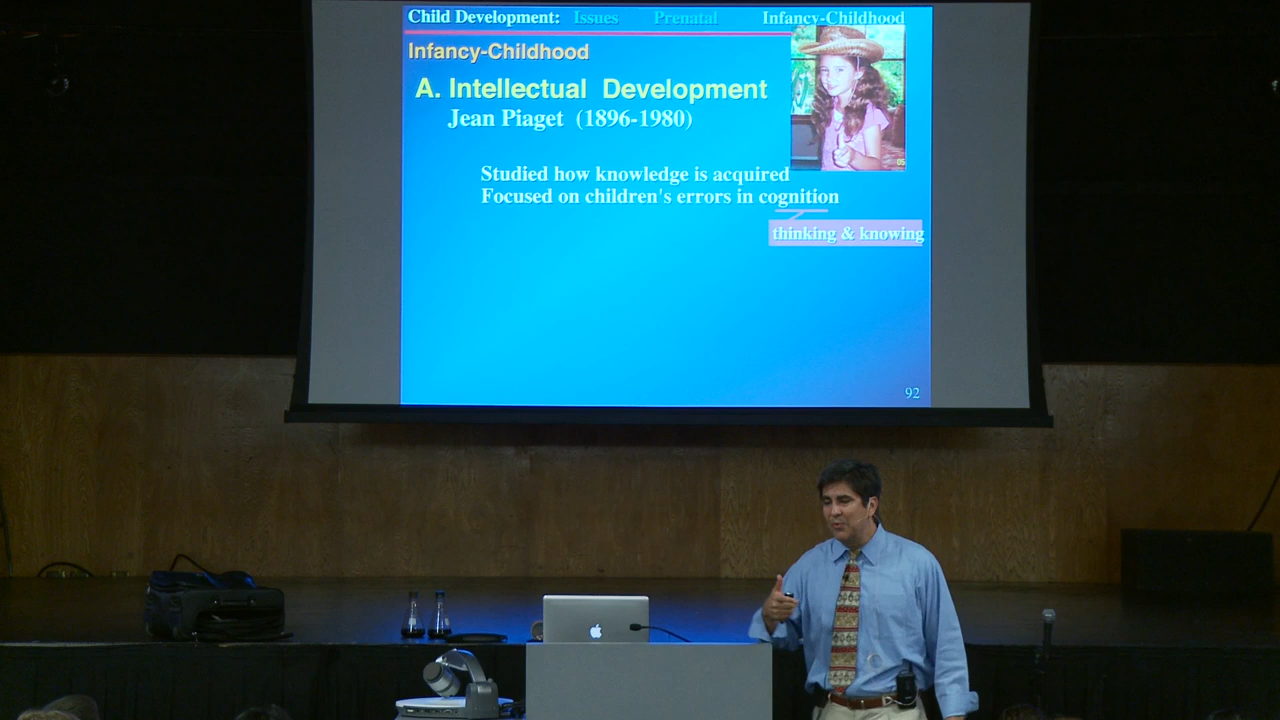 Child Development: Issues Prenatal Infancy-Childhood
Infancy-Childhood
A. Intellectual Development
Jean Piaget (1896-1980)
05
Studied how knowledge is acquired
Focused on children's errors in cognition
thinking & knowing
92